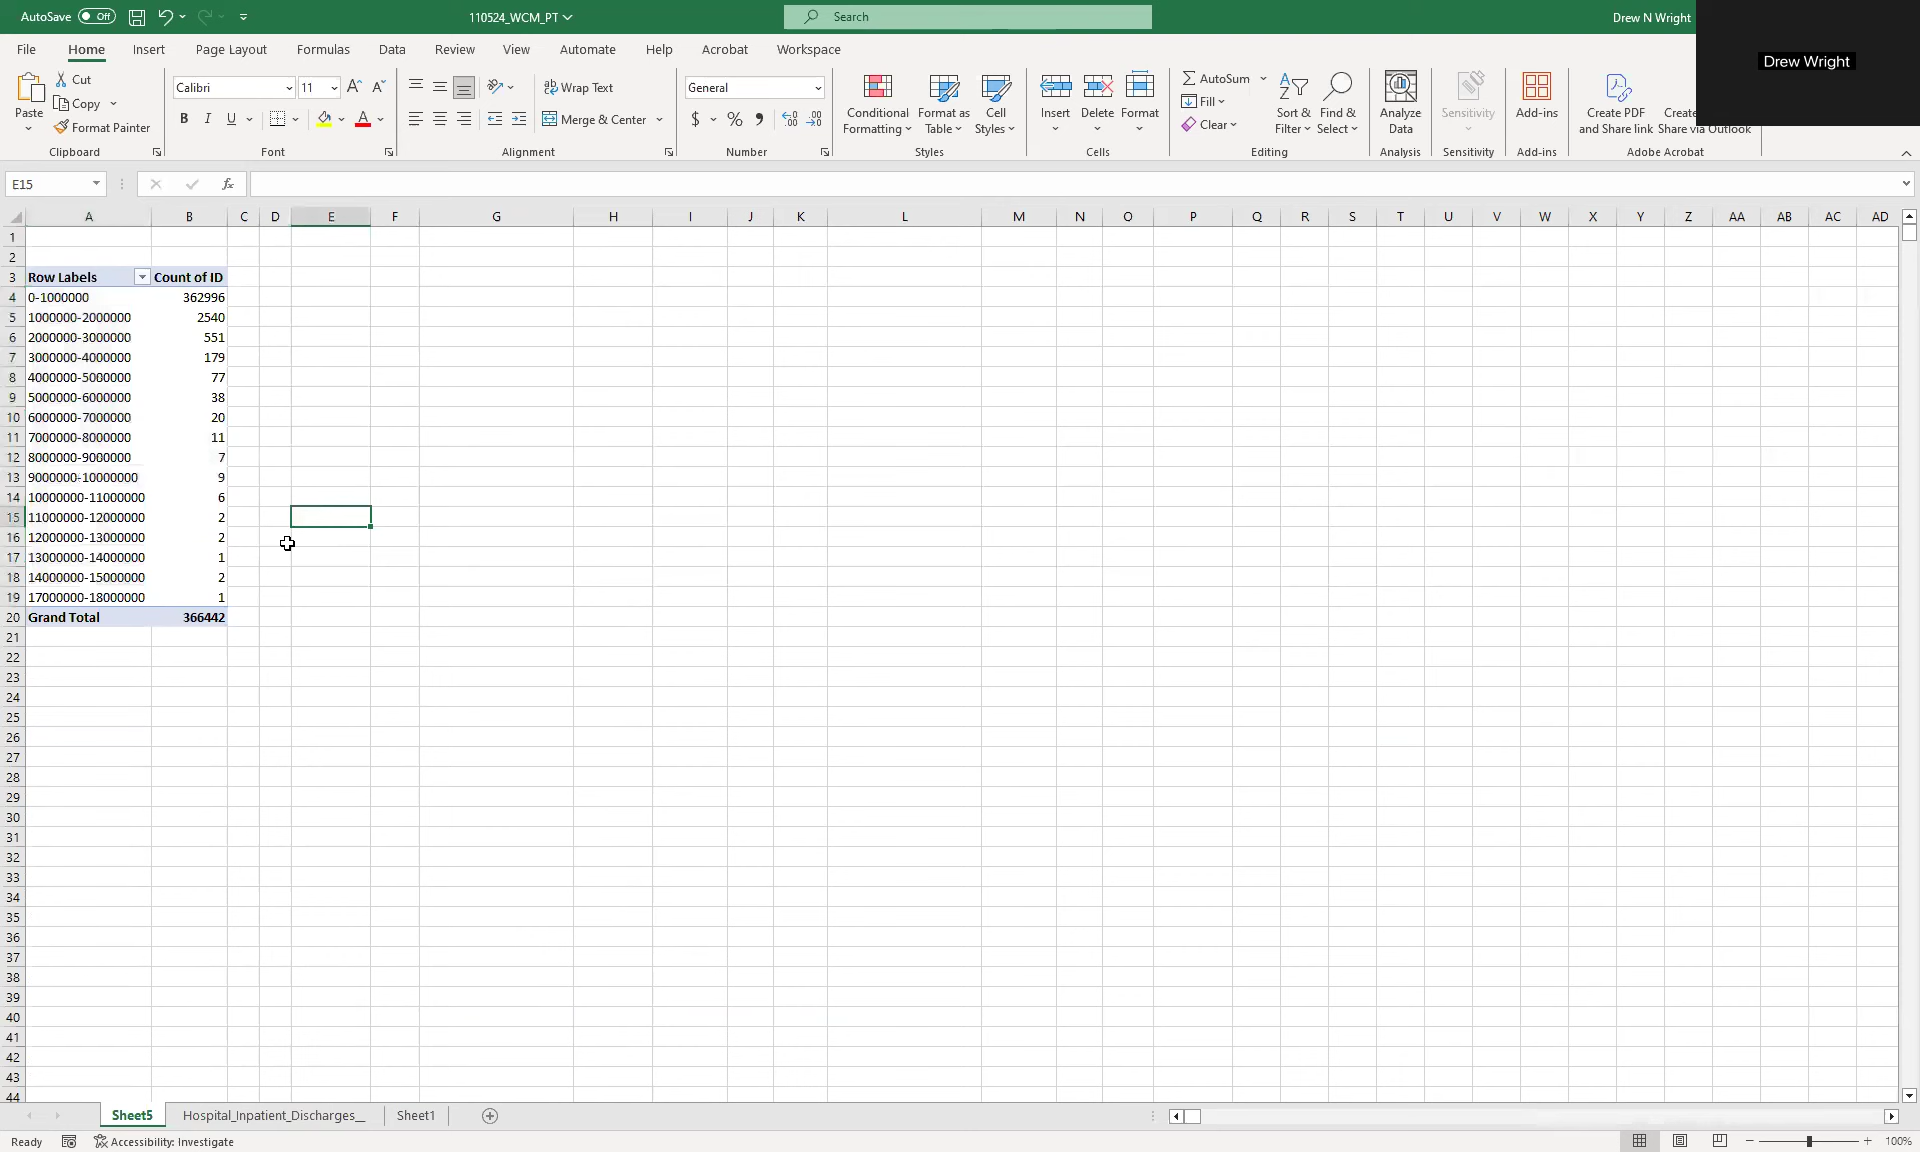 AutoSave Off 110524_WCM_PT Search Drew N Wright
Drew Wright
File Home Insert Page Layout Formulas Data Review View Automate Help Acrobat Workspace
Paste Cut Copy Format Painter Clipboard
Calibri 11 A A B I U A Font
Wrap Text Merge & Center Alignment
General $ % Number
Conditional Formatting Format as Table Cell Styles Styles
Insert Delete Format Cells
AutoSum Fill Clear Sort & Filter Find & Select Editing
Analyze Data Analysis
Sensitivity Sensitivity
Add-ins Add-ins
Create PDF and Share link Create Share via Outlook Adobe Acrobat
E15 fx
A B C D E F G H I J K L M N O P Q R S T U V W X Y Z AA AB AC AD
1
2
3 Row Labels Count of ID
4 0-1000000 362996
5 1000000-2000000 2540
6 2000000-3000000 551
7 3000000-4000000 179
8 4000000-5000000 77
9 5000000-6000000 38
10 6000000-7000000 20
11 7000000-8000000 11
12 8000000-9000000 7
13 9000000-10000000 9
14 10000000-11000000 6
15 11000000-12000000 2
16 12000000-13000000 2
17 13000000-14000000 1
18 14000000-15000000 2
19 17000000-18000000 1
20 Grand Total 366442
21
22
23
24
25
26
27
28
29
30
31
32
33
34
35
36
37
38
39
40
41
42
43
44
Sheet5 Hospital_Inpatient_Discharges__ Sheet1
Ready Accessibility: Investigate 100%